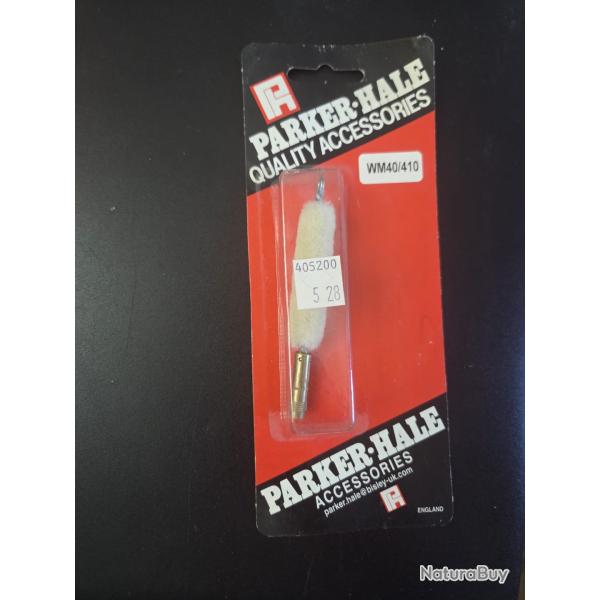 PARKER·HALE
QUALITY ACCESSORIES
WM40/410
405200
5 28
PARKER·HALE
ACCESSORIES
parker.hale@bisley-uk.com
ENGLAND
NaturaBuy